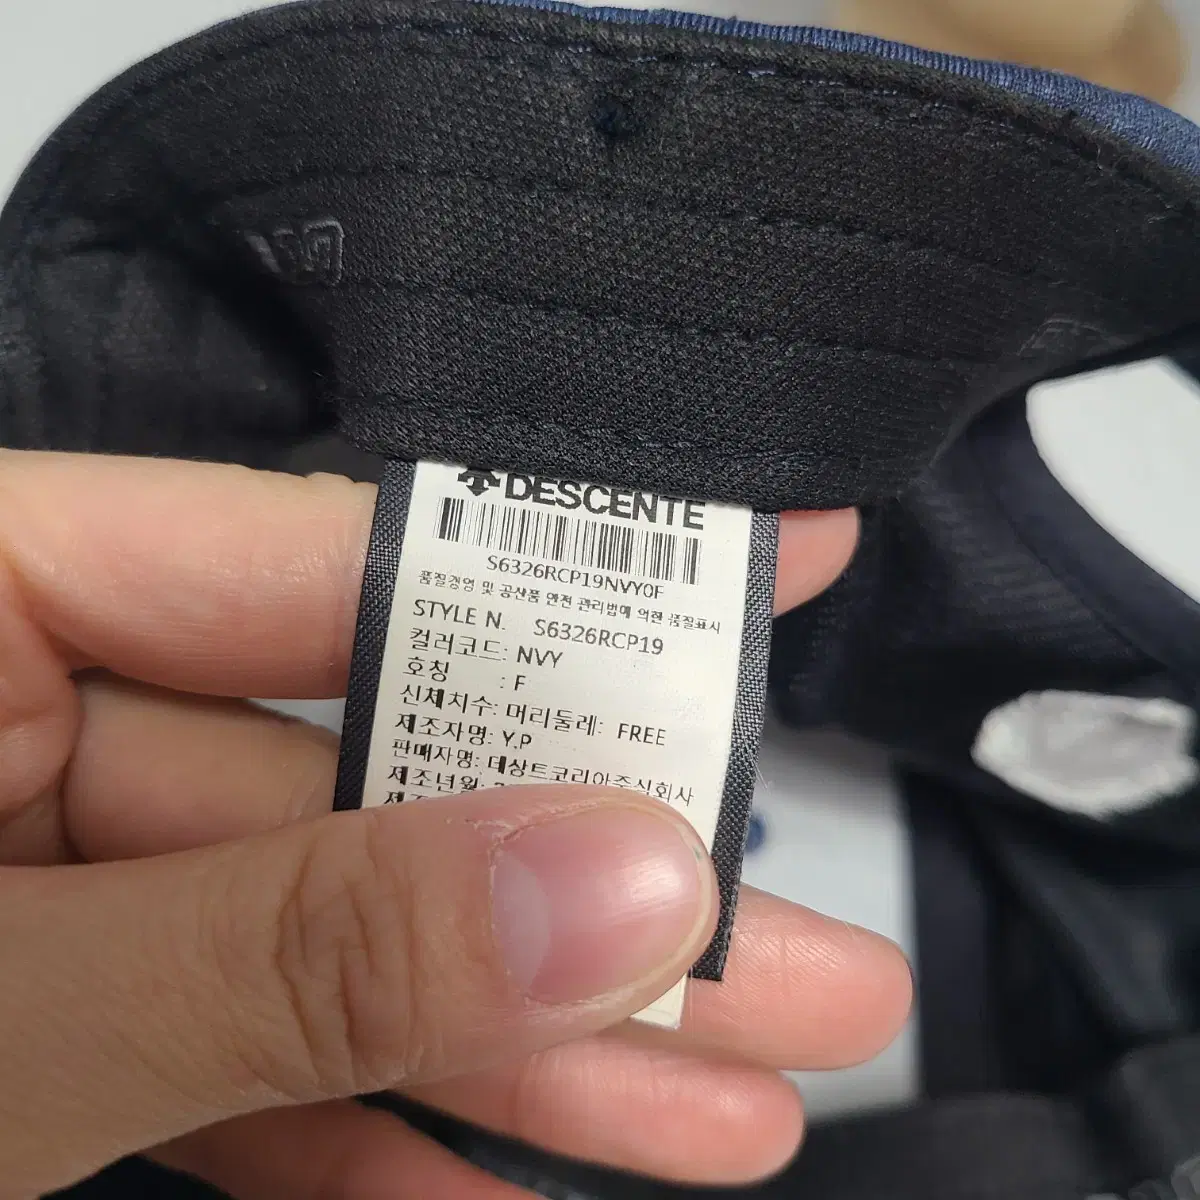 DESCENTE
S6326RCP19NVY0F
품질경영 및 공산품 안전 관리법에 의한 품질표시
STYLE N. S6326RCP19
컬러코드: NVY
호칭 : F
신체치수: 머리둘레: FREE
제조자명: Y.P
판매자명: 데상트코리아주식회사
제조년월: